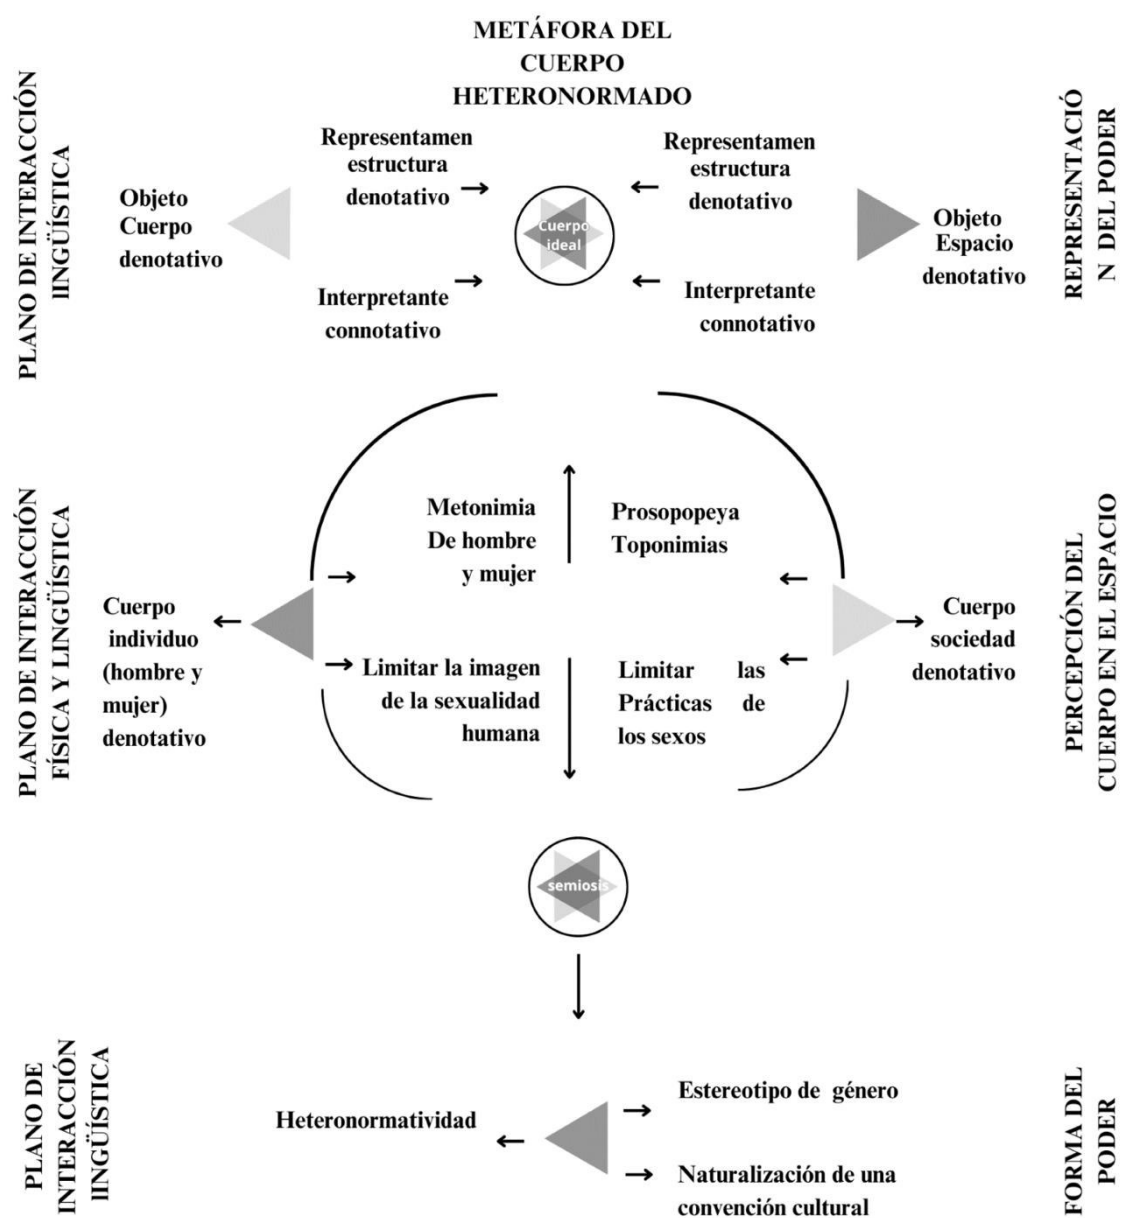 METÁFORA DEL
CUERPO
HETERONORMADO
PLANO DE INTERACCIÓN
lINGÜÍSTICA
Objeto
Cuerpo
denotativo
Representamen
estructura
denotativo
Interpretante
connotativo
Cuerpo
ideal
Representamen
estructura
denotativo
Interpretante
connotativo
Objeto
Espacio
denotativo
REPRESENTACIÓ
N DEL PODER
PLANO DE INTERACCIÓN
FÍSICA Y LINGÜÍSTICA
Cuerpo
individuo
(hombre y
mujer)
denotativo
Metonimia
De hombre
y mujer
Prosopopeya
Toponimias
Limitar la imagen
de la sexualidad
humana
Limitar las
Prácticas de
los sexos
Cuerpo
sociedad
denotativo
PERCEPCIÓN DEL
CUERPO EN EL ESPACIO
semiosis
PLANO DE
INTERACCIÓN
lINGÜÍSTICA
Heteronormatividad
Estereotipo de género
Naturalización de una
convención cultural
FORMA DEL
PODER